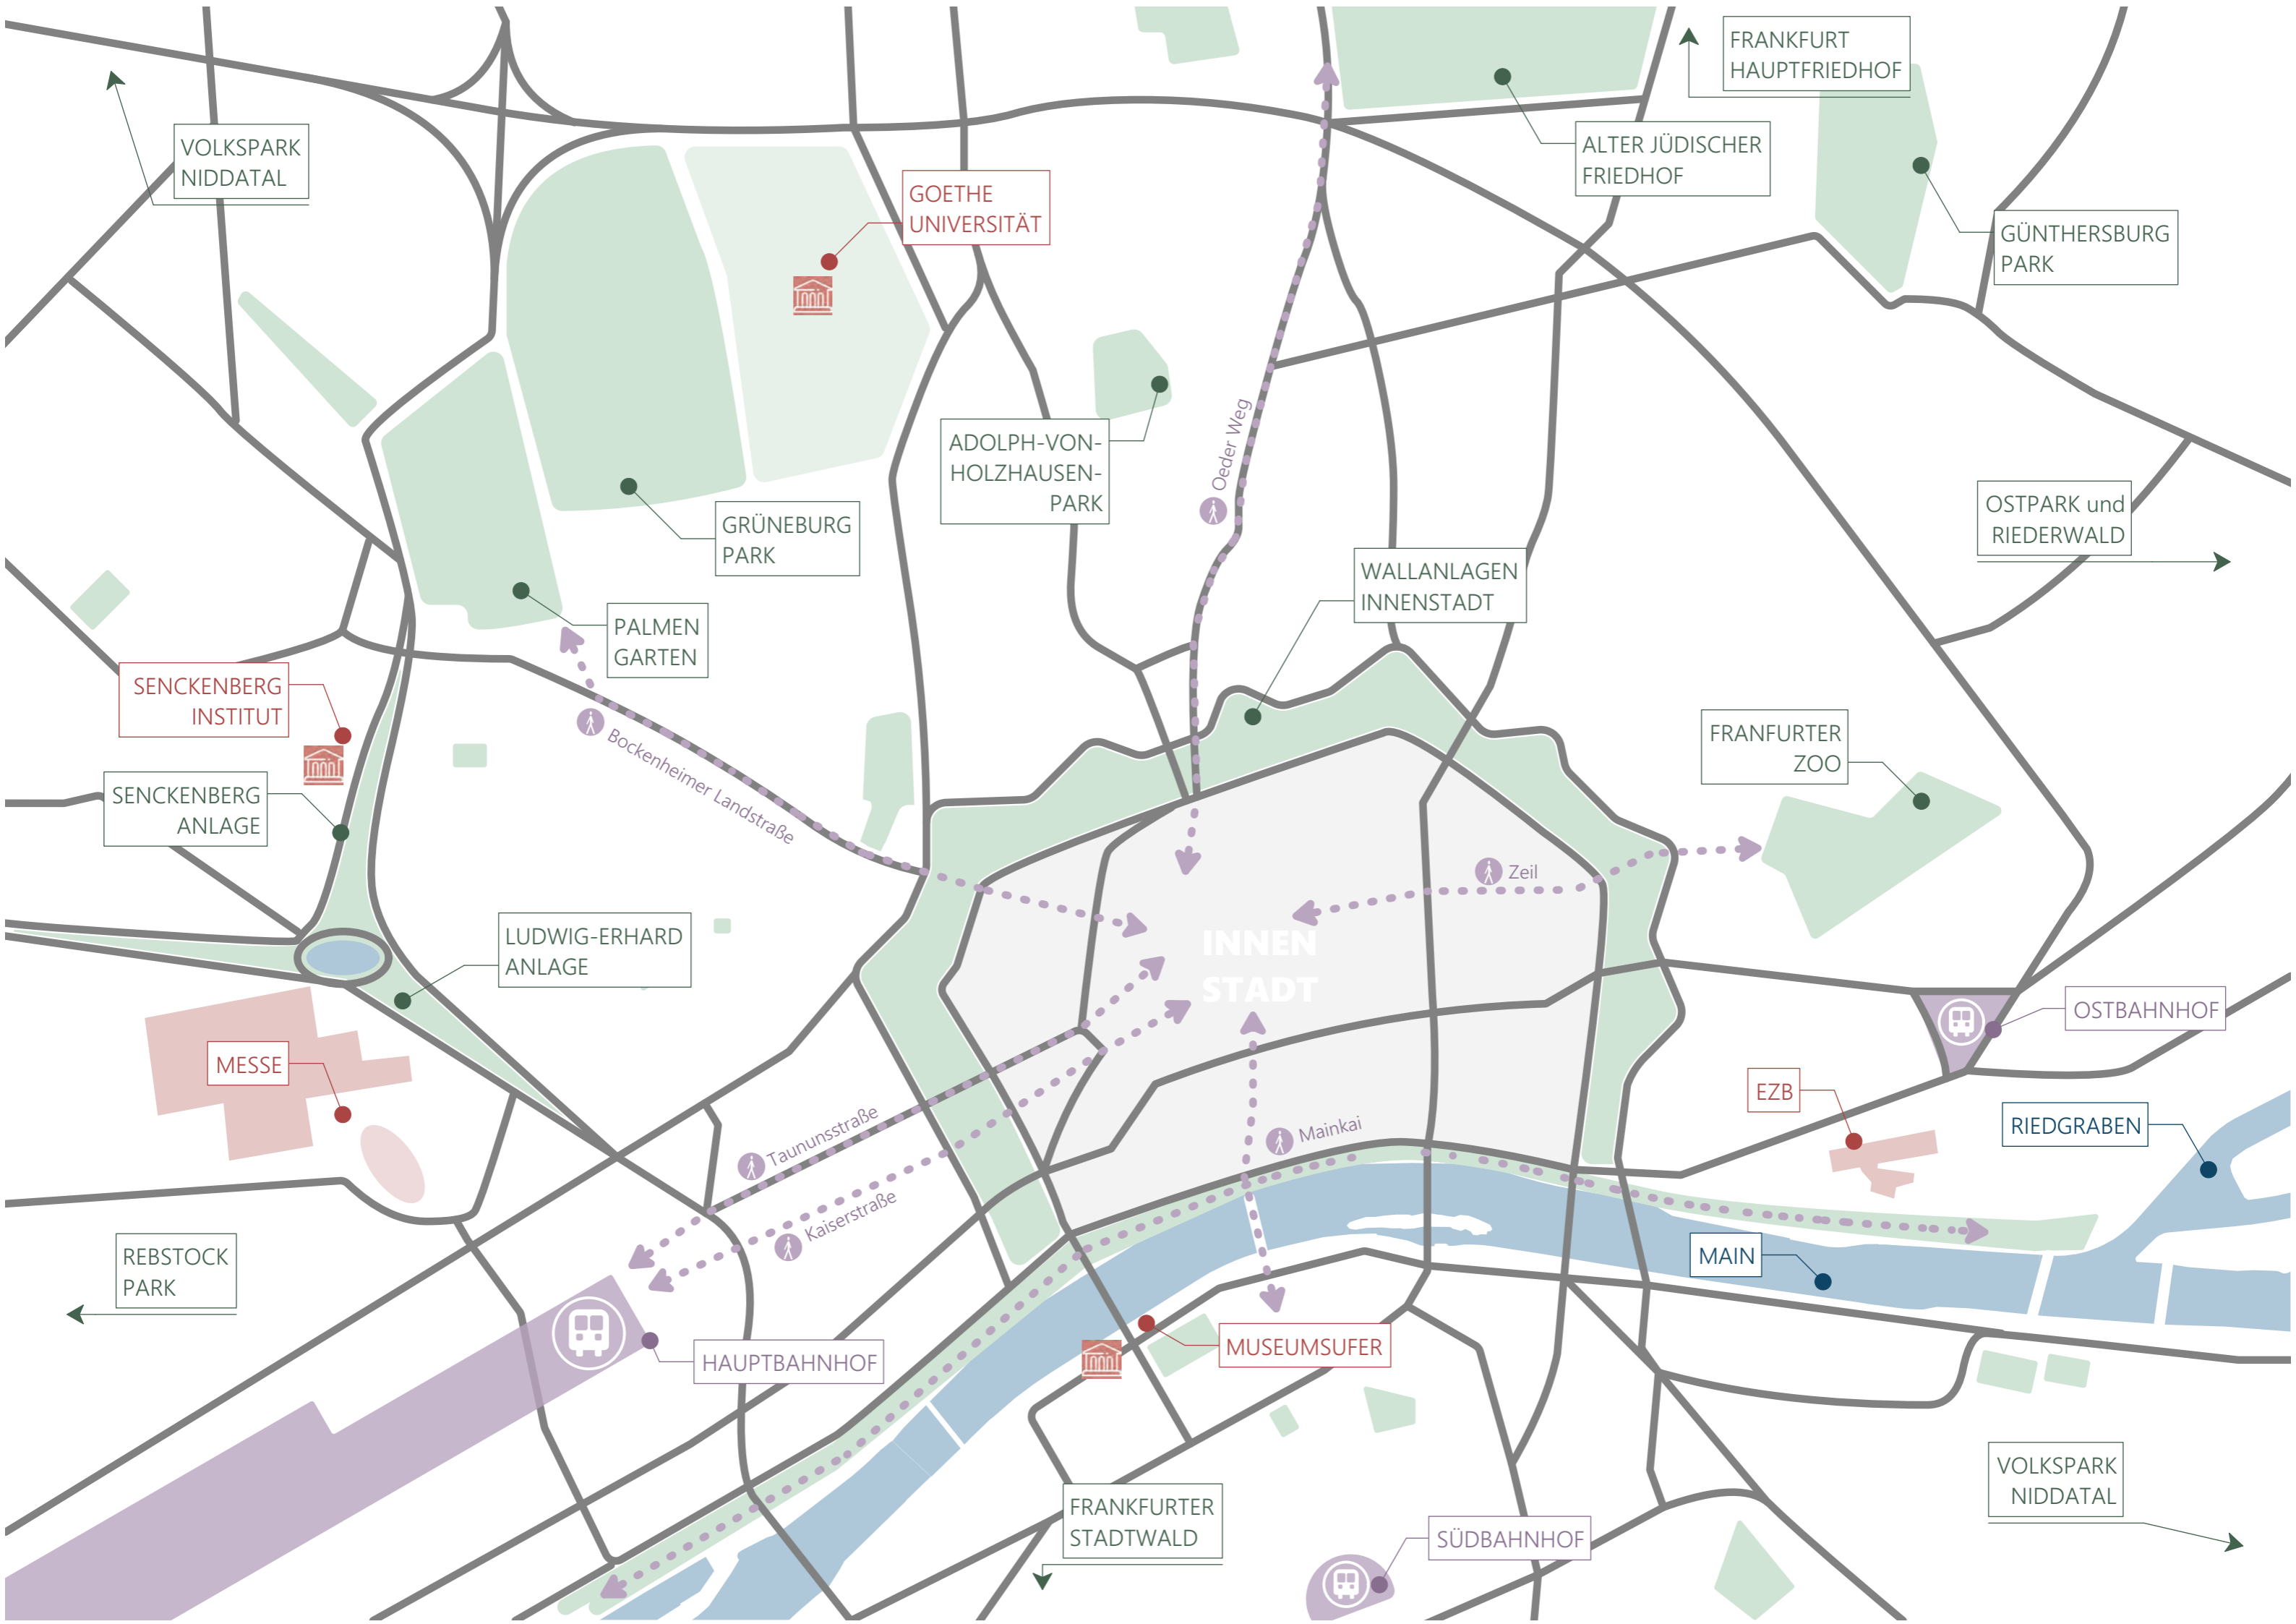 FRANKFURT
HAUPTFRIEDHOF
VOLKSPARK
NIDDATAL
ALTER JÜDISCHER
FRIEDHOF
GOETHE
UNIVERSITÄT
GÜNTHERSBURG
PARK
ADOLPH-VON-
HOLZHAUSEN-
PARK
Oeder Weg
OSTPARK und
RIEDERWALD
GRÜNEBURG
PARK
WALLANLAGEN
INNENSTADT
PALMEN
GARTEN
SENCKENBERG
INSTITUT
Bockenheimer Landstraße
FRANFURTER
ZOO
SENCKENBERG
ANLAGE
Zeil
LUDWIG-ERHARD
ANLAGE
INNEN
STADT
OSTBAHNHOF
MESSE
EZB
RIEDGRABEN
Taununsstraße
Mainkai
Kaiserstraße
REBSTOCK
PARK
MAIN
MUSEUMSUFER
HAUPTBAHNHOF
VOLKSPARK
NIDDATAL
FRANKFURTER
STADTWALD
SÜDBAHNHOF